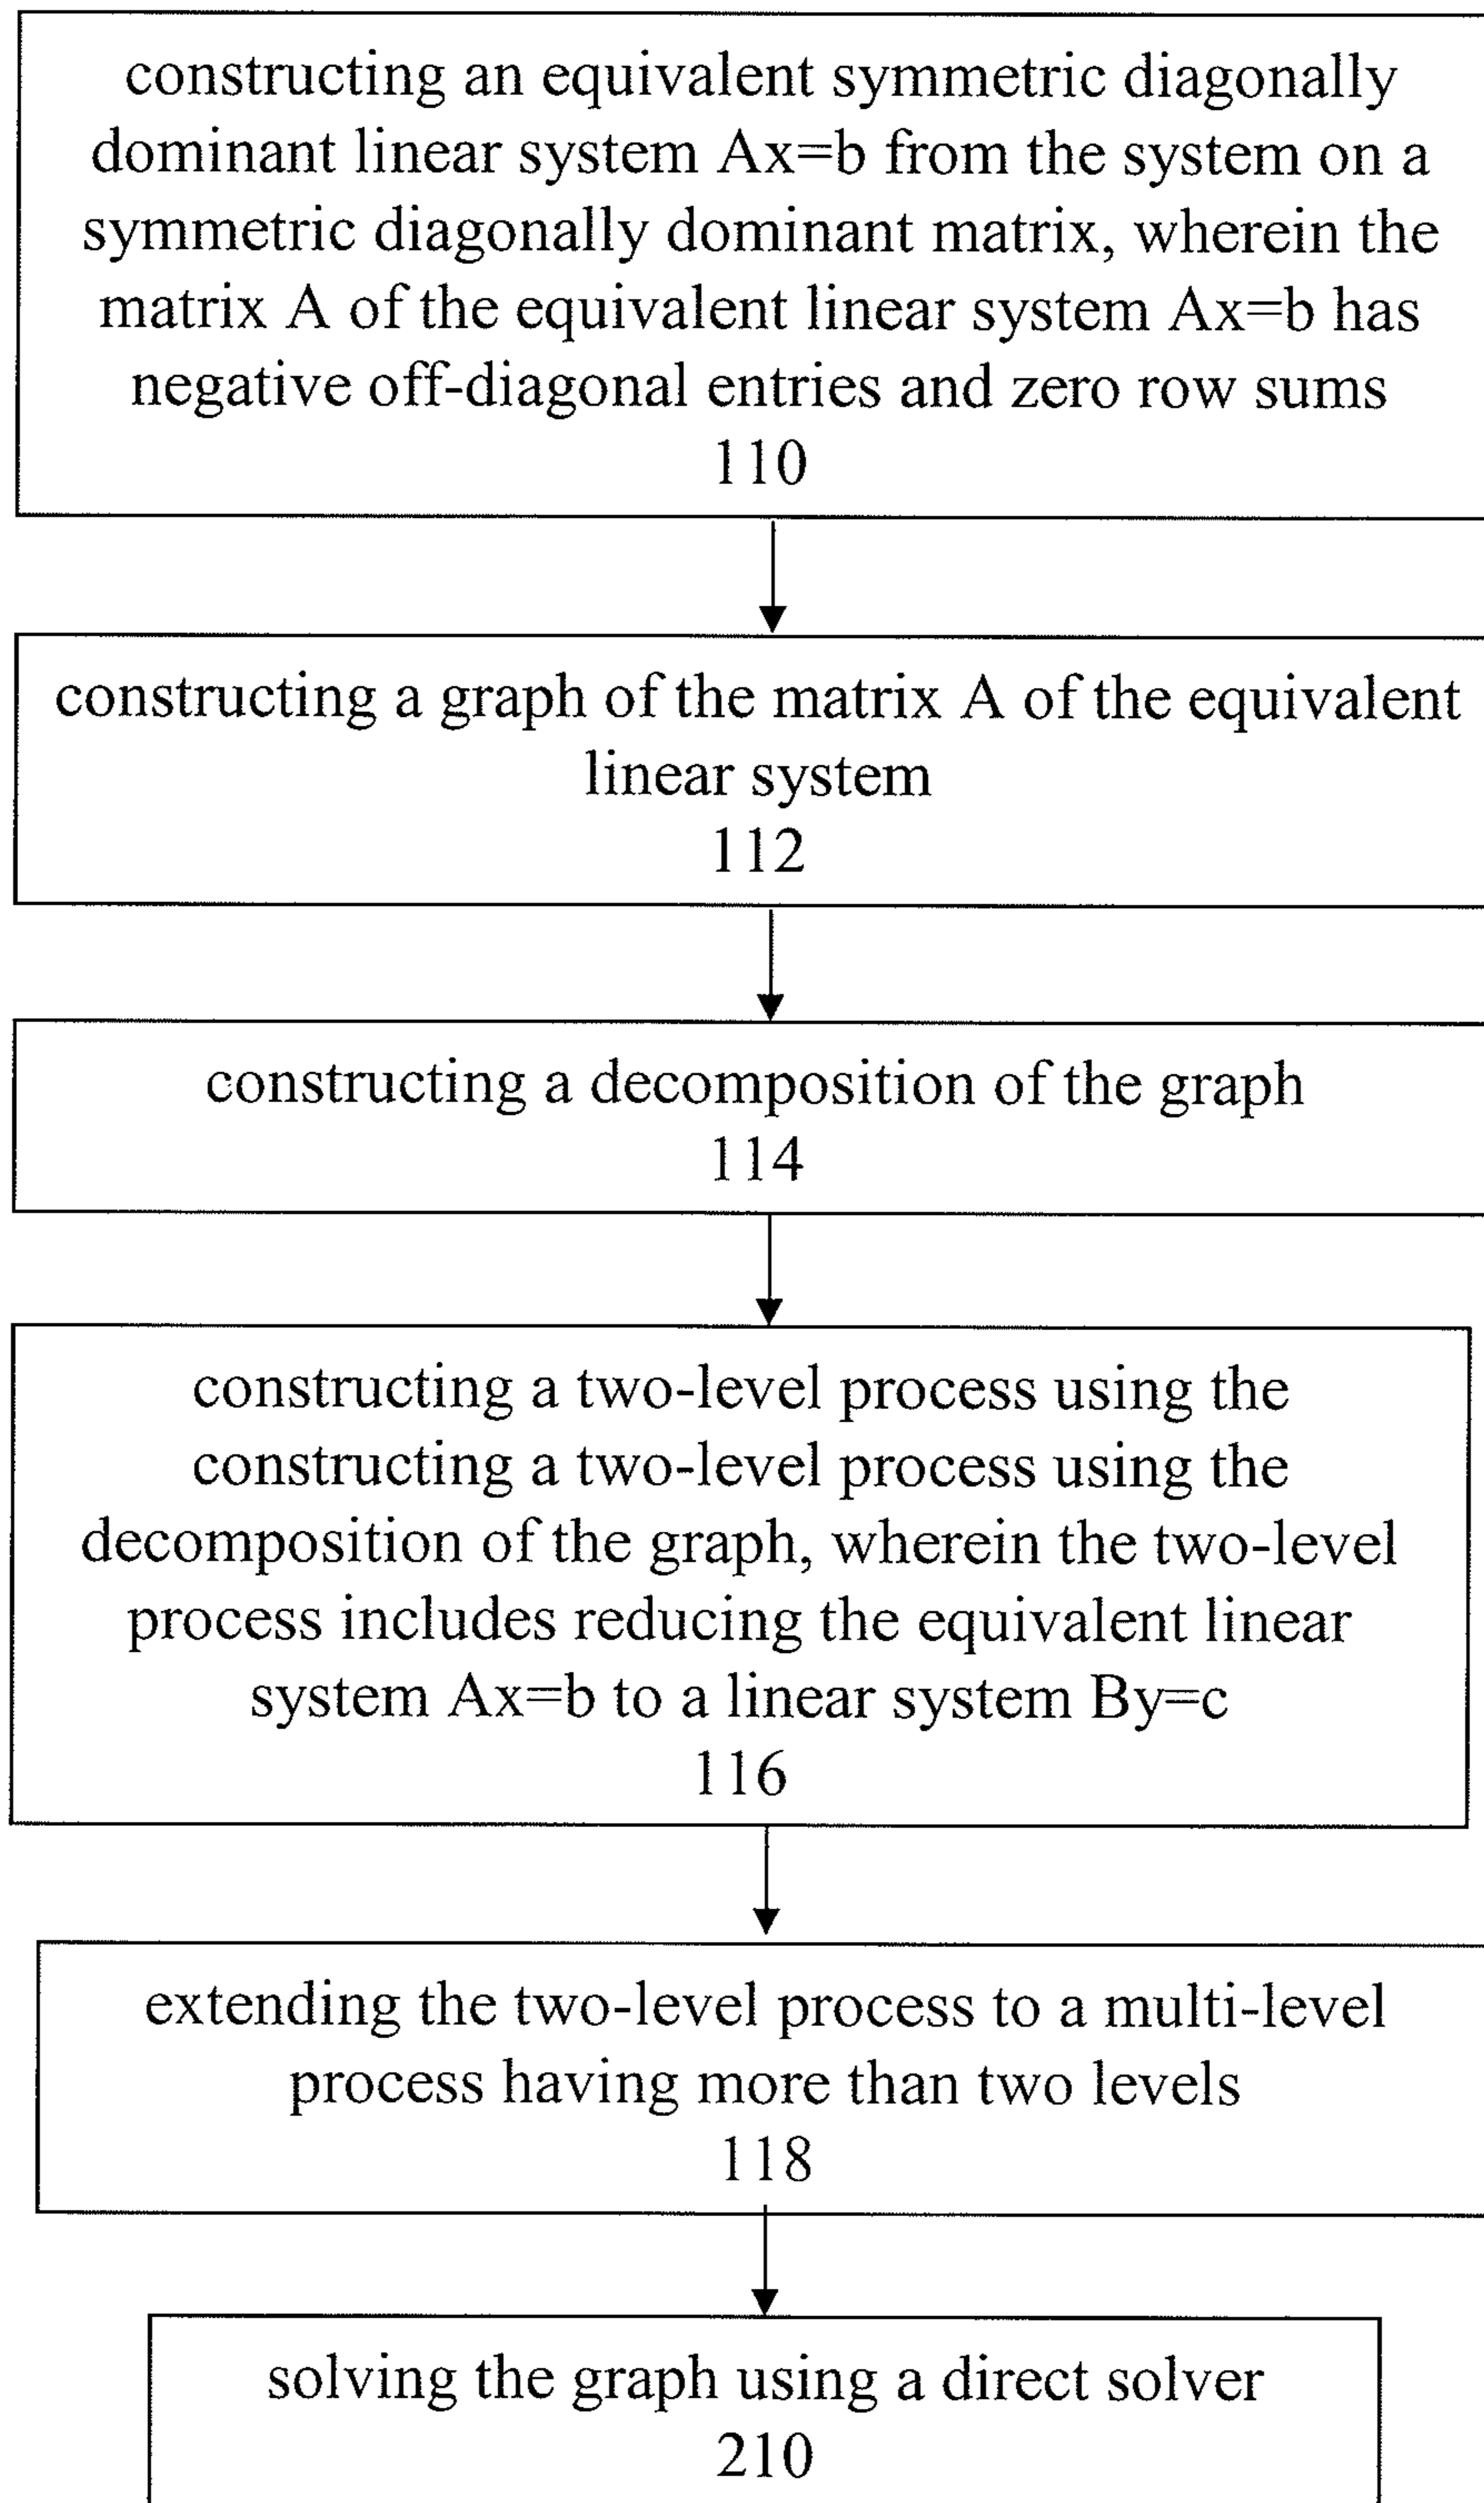 constructing an equivalent symmetric diagonally
dominant linear system Ax=b from the system on a
symmetric diagonally dominant matrix, wherein the
matrix A of the equivalent linear system Ax=b has
negative off-diagonal entries and zero row sums
110
constructing a graph of the matrix A of the equivalent
linear system
112
constructing a decomposition of the graph
114
constructing a two-level process using the
constructing a two-level process using the
decomposition of the graph, wherein the two-level
process includes reducing the equivalent linear
system Ax=b to a linear system By=c
116
extending the two-level process to a multi-level
process having more than two levels
118
solving the graph using a direct solver
210